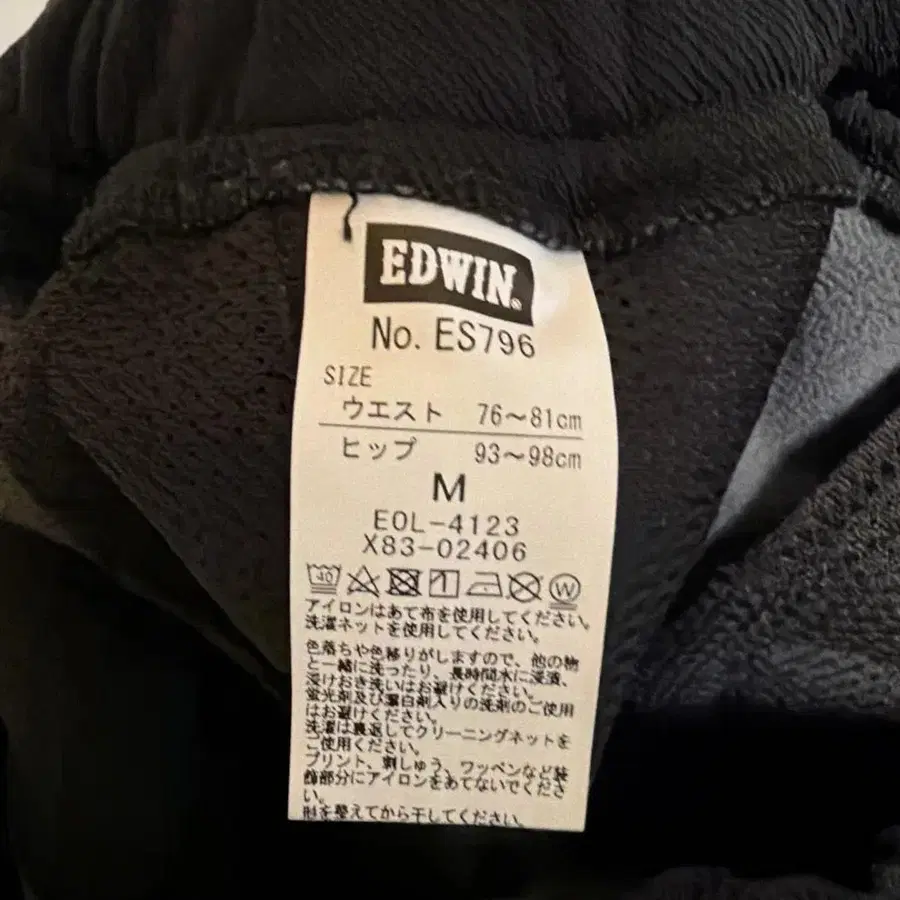 EDWIN®
No. ES796
SIZE
ウエスト 76～81cm
ヒップ 93～98cm
M
EOL-4123
X83-02406
40 W
アイロンはあて布を使用してください。
洗濯ネットを使用してください。
色落ちや色移りがしますので、他の物
と一緒に洗ったり、長時間水に浸漬、
浸けおき洗いはお避けください。
蛍光剤及び漂白剤入りの洗剤のご使用
はお避けください。
洗濯は裏返してクリーニングネットを
ご使用ください。
プリント、刺しゅう、ワッペンなど装
飾部分にアイロンをあてないでくださ
い。
形を整えてから干してください。